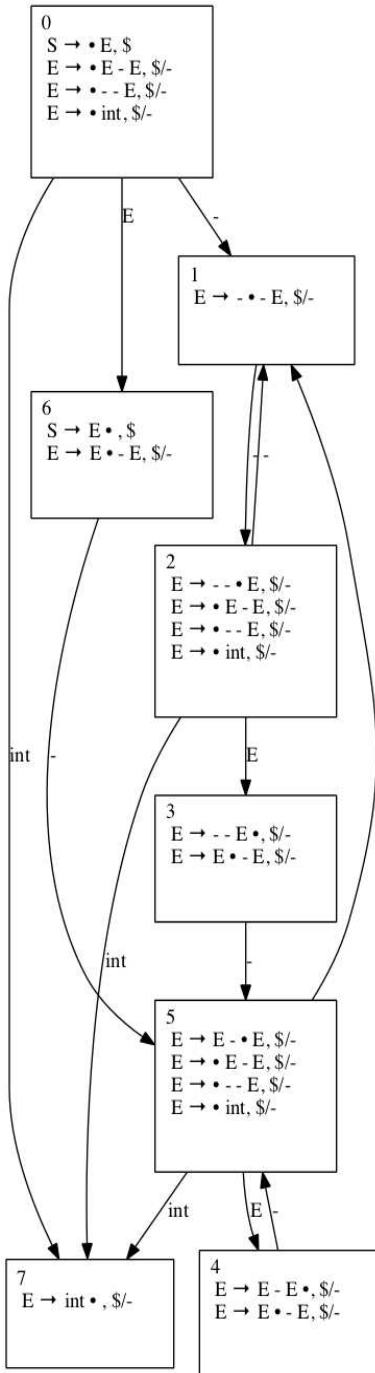 0
S → • E, $
E → • E - E, $/-
E → • - - E, $/-
E → • int, $/-
E
-
1
E → - • - E, $/-
6
S → E • , $
E → E • - E, $/-
- -
2
E → - - • E, $/-
E → • E - E, $/-
E → • - - E, $/-
E → • int, $/-
int
-
E
3
E → - - E •, $/-
E → E • - E, $/-
int
-
5
E → E - • E, $/-
E → • E - E, $/-
E → • - - E, $/-
E → • int, $/-
int
E
-
7
E → int • , $/-
4
E → E - E •, $/-
E → E • - E, $/-